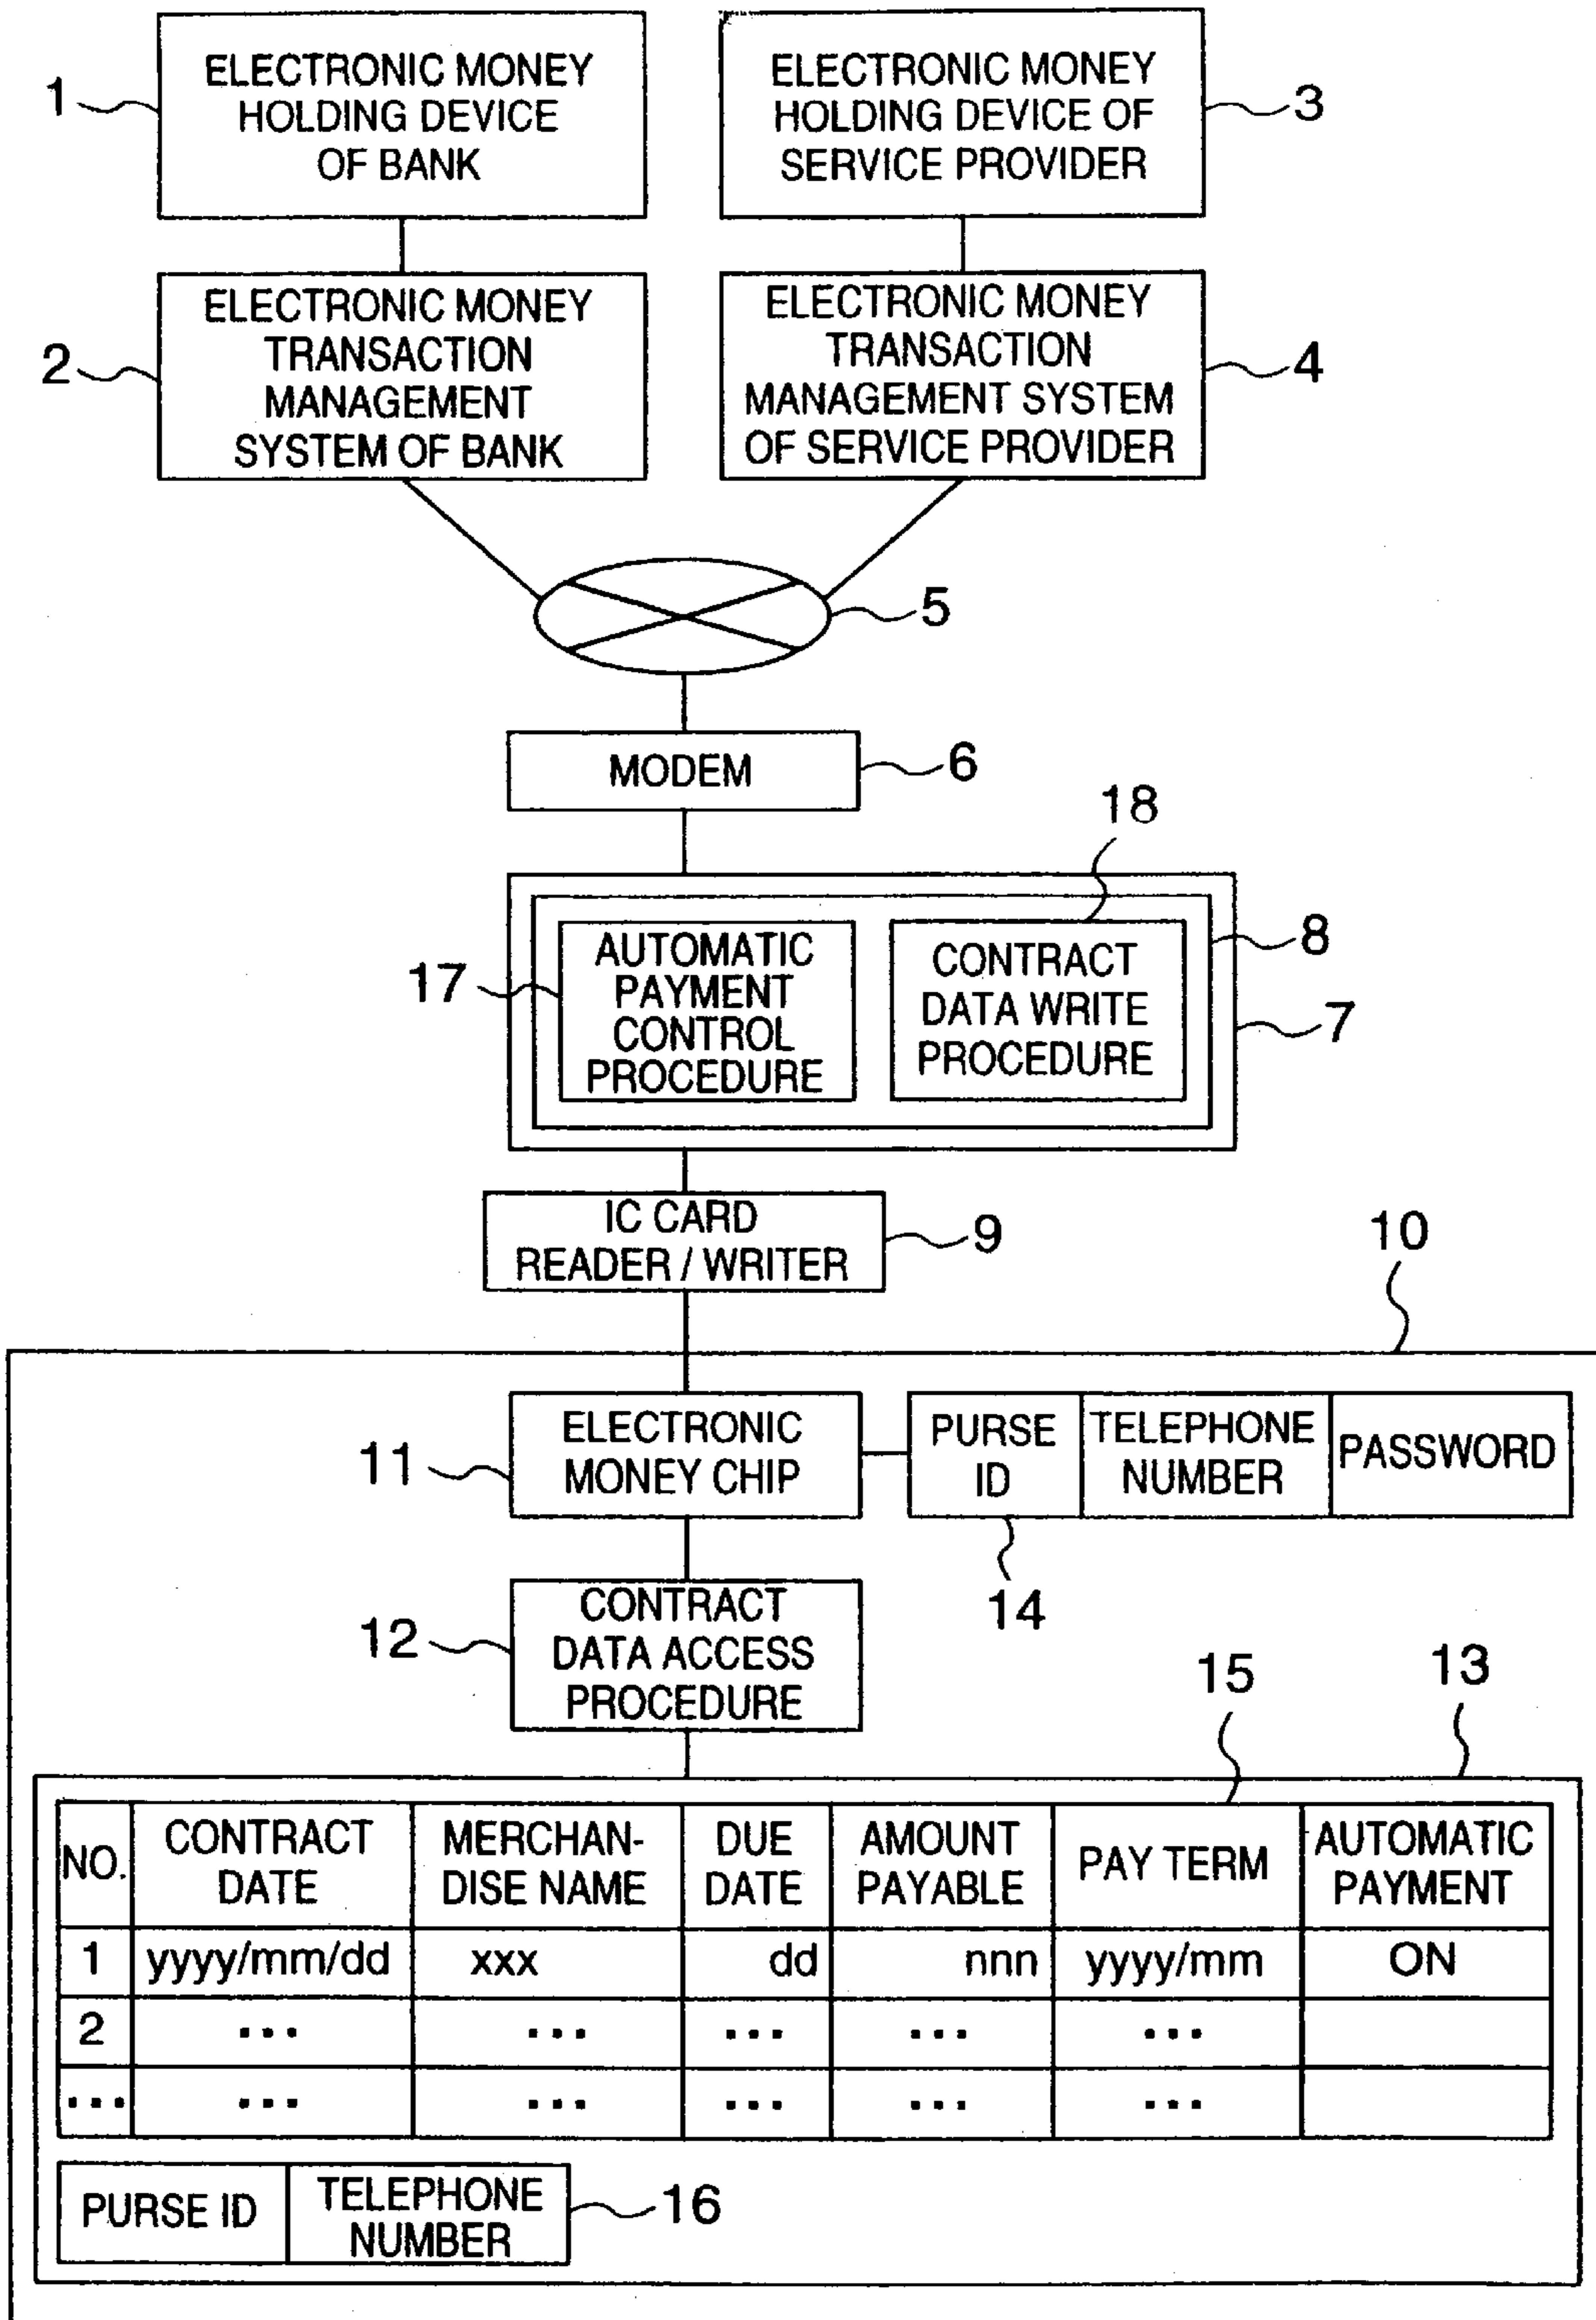 1
ELECTRONIC MONEY
HOLDING DEVICE
OF BANK
ELECTRONIC MONEY
HOLDING DEVICE OF
SERVICE PROVIDER
3
2
ELECTRONIC MONEY
TRANSACTION
MANAGEMENT
SYSTEM OF BANK
ELECTRONIC MONEY
TRANSACTION
MANAGEMENT SYSTEM
OF SERVICE PROVIDER
4
5
MODEM
6
18
17
AUTOMATIC
PAYMENT
CONTROL
PROCEDURE
CONTRACT
DATA WRITE
PROCEDURE
8
7
IC CARD
READER / WRITER
9
10
11
ELECTRONIC
MONEY CHIP
PURSE
ID
TELEPHONE
NUMBER
PASSWORD
14
12
CONTRACT
DATA ACCESS
PROCEDURE
15
13
NO.
CONTRACT
DATE
MERCHAN-
DISE NAME
DUE
DATE
AMOUNT
PAYABLE
PAY TERM
AUTOMATIC
PAYMENT
1 yyyy/mm/dd xxx dd nnn yyyy/mm ON
2 ... ... ... ... ...
... ... ... ... ... ...
PURSE ID
TELEPHONE
NUMBER
16